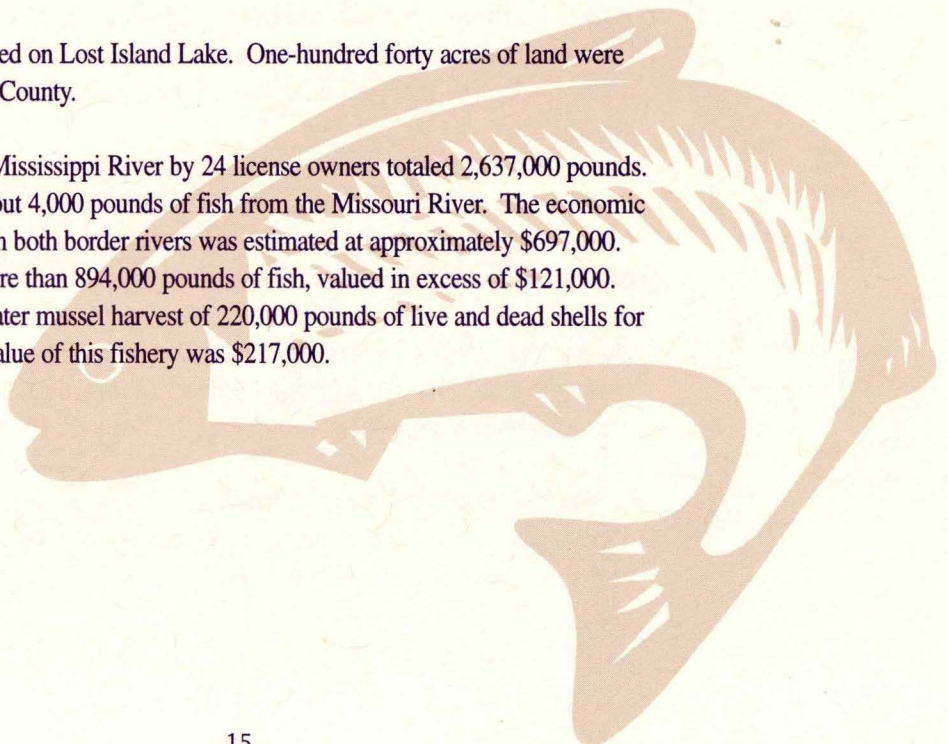 ed on Lost Island Lake. One-hundred forty acres of land were
County.
Mississippi River by 24 license owners totaled 2,637,000 pounds.
out 4,000 pounds of fish from the Missouri River. The economic
n both border rivers was estimated at approximately $697,000.
re than 894,000 pounds of fish, valued in excess of $121,000.
ater mussel harvest of 220,000 pounds of live and dead shells for
alue of this fishery was $217,000.
15